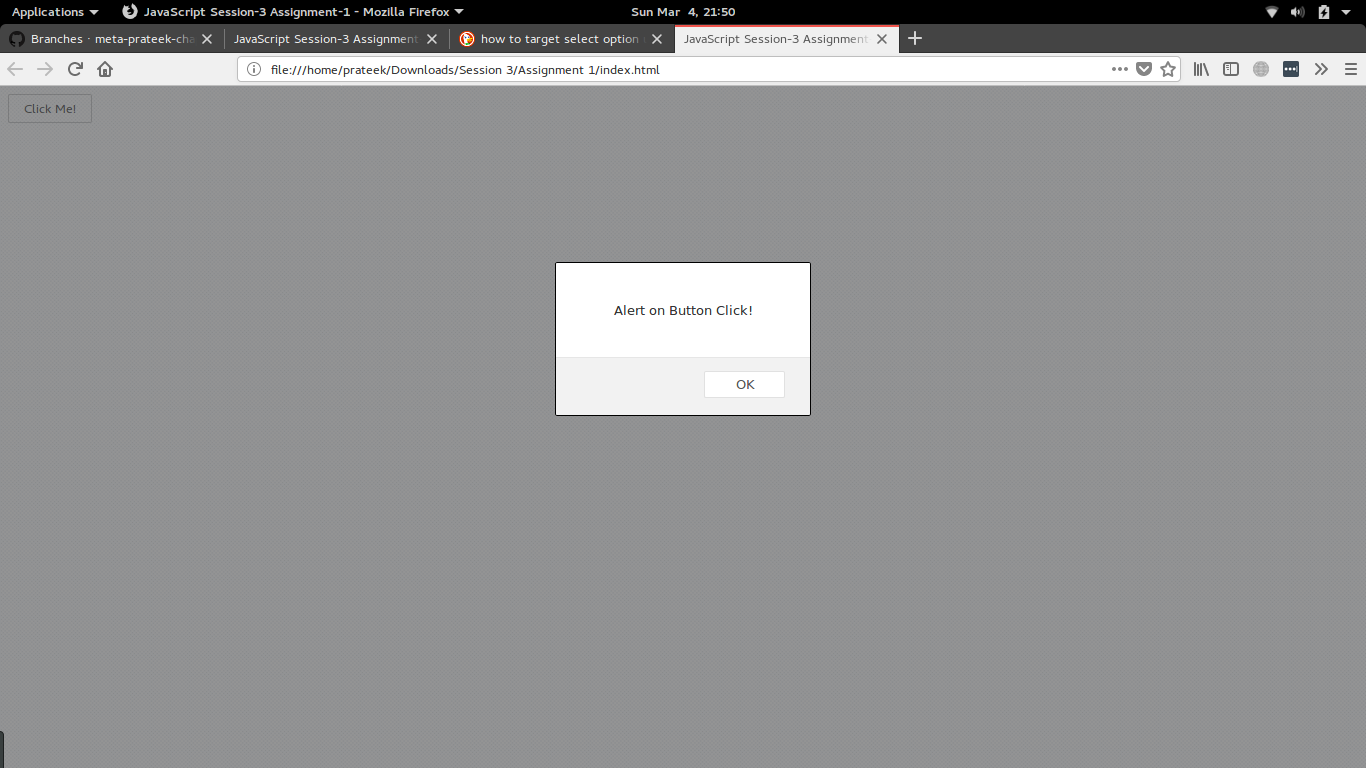 Applications JavaScript Session-3 Assignment-1 - Mozilla Firefox Sun Mar 4, 21:50
Branches · meta-prateek-cha JavaScript Session-3 Assignment how to target select option JavaScript Session-3 Assignment
file:///home/prateek/Downloads/Session 3/Assignment 1/index.html
Click Me!
Alert on Button Click!
OK